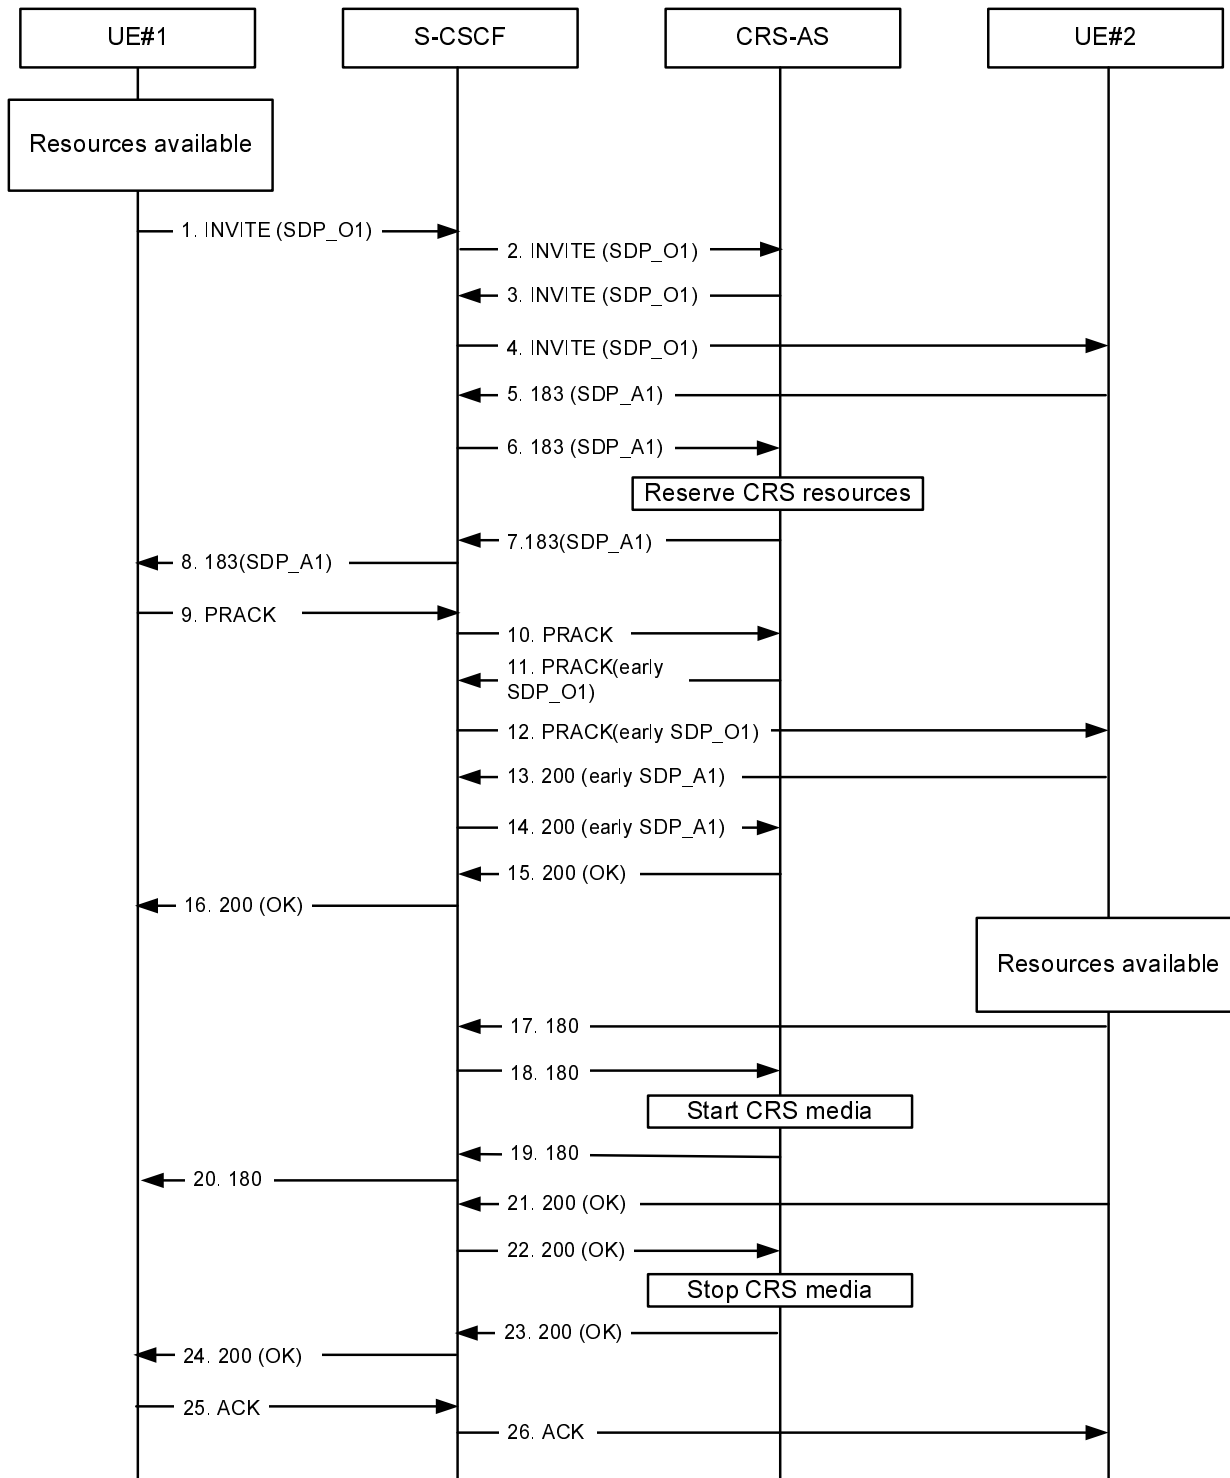 UE#1
S-CSCF
CRS-AS
UE#2
Resources available
1. INVITE (SDP_O1)
2. INVITE (SDP_O1)
3. INVITE (SDP_O1)
4. INVITE (SDP_O1)
5. 183 (SDP_A1)
6. 183 (SDP_A1)
Reserve CRS resources
7.183(SDP_A1)
8. 183(SDP_A1)
9. PRACK
10. PRACK
11. PRACK(early
SDP_O1)
12. PRACK(early SDP_O1)
13. 200 (early SDP_A1)
14. 200 (early SDP_A1)
15. 200 (OK)
16. 200 (OK)
Resources available
17. 180
18. 180
Start CRS media
19. 180
20. 180
21. 200 (OK)
22. 200 (OK)
Stop CRS media
23. 200 (OK)
24. 200 (OK)
25. ACK
26. ACK